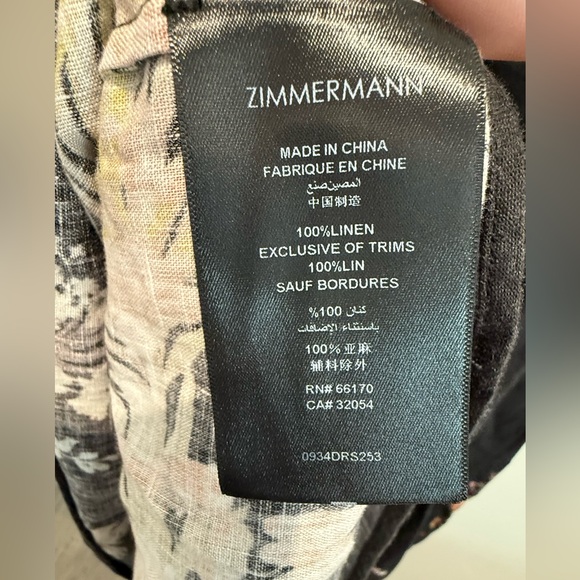 ZIMMERMANN
MADE IN CHINA
FABRIQUE EN CHINE
المصين صنع
中国制造
100%LINEN
EXCLUSIVE OF TRIMS
100%LIN
SAUF BORDURES
%100 كتان
باستثناء الإضافات
100% 亚麻
辅料除外
RN# 66170
CA# 32054
0934DRS253